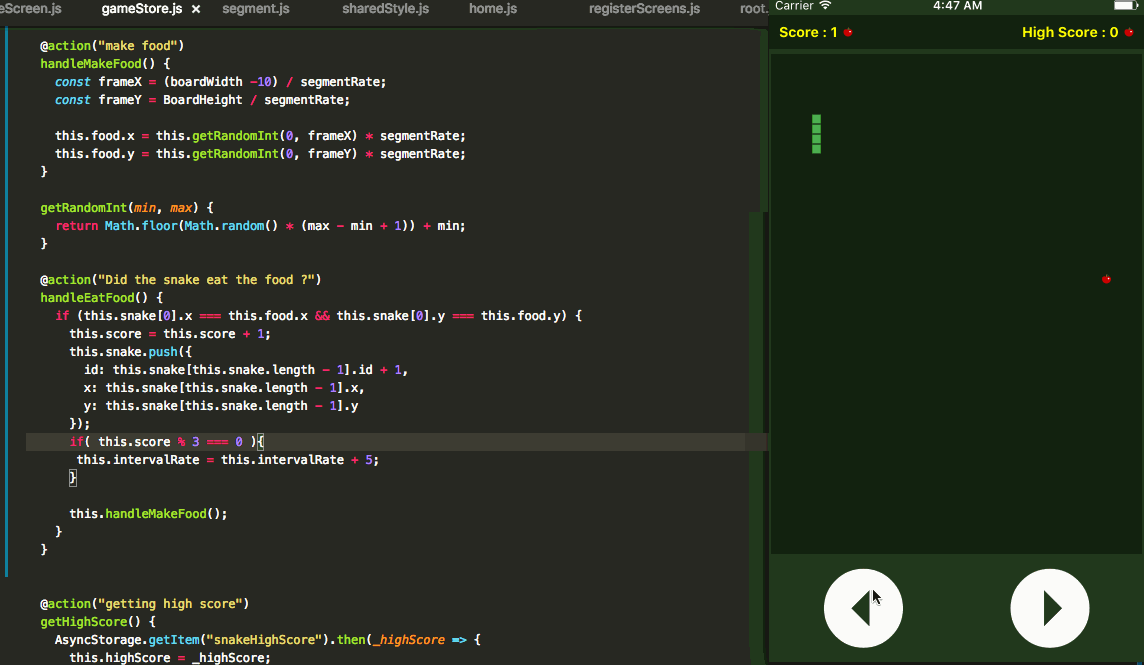 eScreen.js gameStore.js × segment.js sharedStyle.js home.js registerScreens.js root.
@action("make food")
handleMakeFood() {
const frameX = (boardWidth -10) / segmentRate;
const frameY = BoardHeight / segmentRate;
this.food.x = this.getRandomInt(0, frameX) * segmentRate;
this.food.y = this.getRandomInt(0, frameY) * segmentRate;
}
getRandomInt(min, max) {
return Math.floor(Math.random() * (max - min + 1)) + min;
}
@action("Did the snake eat the food ?")
handleEatFood() {
if (this.snake[0].x === this.food.x && this.snake[0].y === this.food.y) {
this.score = this.score + 1;
this.snake.push({
id: this.snake[this.snake.length - 1].id + 1,
x: this.snake[this.snake.length - 1].x,
y: this.snake[this.snake.length - 1].y
});
if( this.score % 3 === 0 ){
this.intervalRate = this.intervalRate + 5;
}
this.handleMakeFood();
}
}
@action("getting high score")
getHighScore() {
AsyncStorage.getItem("snakeHighScore").then(_highScore => {
this.highScore = _highScore;
Carrier 4:47 AM
Score : 1 High Score : 0